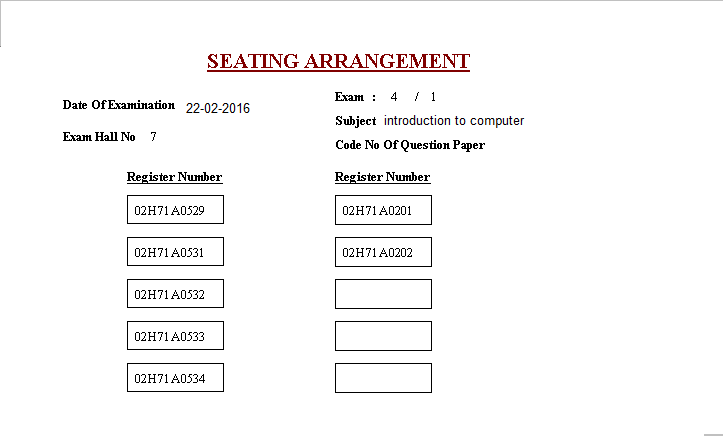 SEATING ARRANGEMENT
Exam : 4 / 1
Date Of Examination 22-02-2016
Subject introduction to computer
Exam Hall No 7
Code No Of Question Paper
Register Number Register Number
02H71A0529 02H71A0201
02H71A0531 02H71A0202
02H71A0532
02H71A0533
02H71A0534